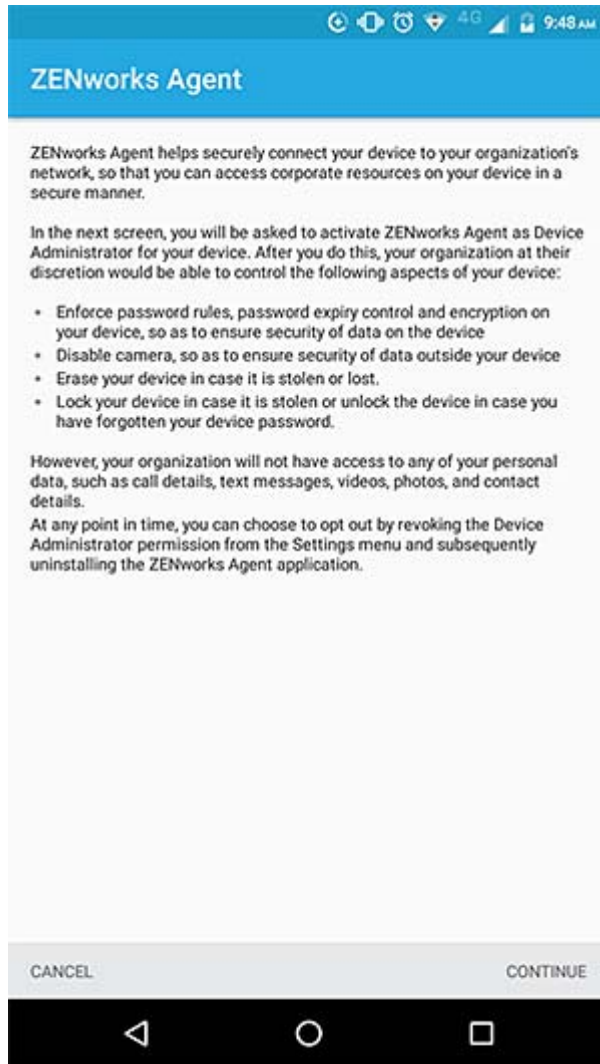 4G 9:48 AM
ZENworks Agent
ZENworks Agent helps securely connect your device to your organization's
network, so that you can access corporate resources on your device in a
secure manner.
In the next screen, you will be asked to activate ZENworks Agent as Device
Administrator for your device. After you do this, your organization at their
discretion would be able to control the following aspects of your device:
• Enforce password rules, password expiry control and encryption on
your device, so as to ensure security of data on the device
• Disable camera, so as to ensure security of data outside your device
• Erase your device in case it is stolen or lost.
• Lock your device in case it is stolen or unlock the device in case you
have forgotten your device password.
However, your organization will not have access to any of your personal
data, such as call details, text messages, videos, photos, and contact
details.
At any point in time, you can choose to opt out by revoking the Device
Administrator permission from the Settings menu and subsequently
uninstalling the ZENworks Agent application.
CANCEL CONTINUE